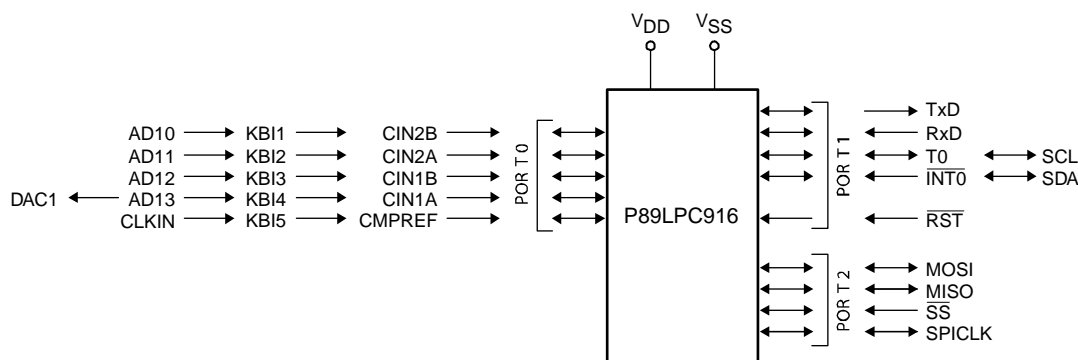 VDD VSS
AD10 KBI1 CIN2B TxD
AD11 KBI2 CIN2A RxD
AD12 KBI3 CIN1B T0 SCL
DAC1 AD13 KBI4 CIN1A INT0 SDA
CLKIN KBI5 CMPREF PORT 0 P89LPC916 PORT 1 RST
MOSI
MISO
SS
PORT 2 SPICLK